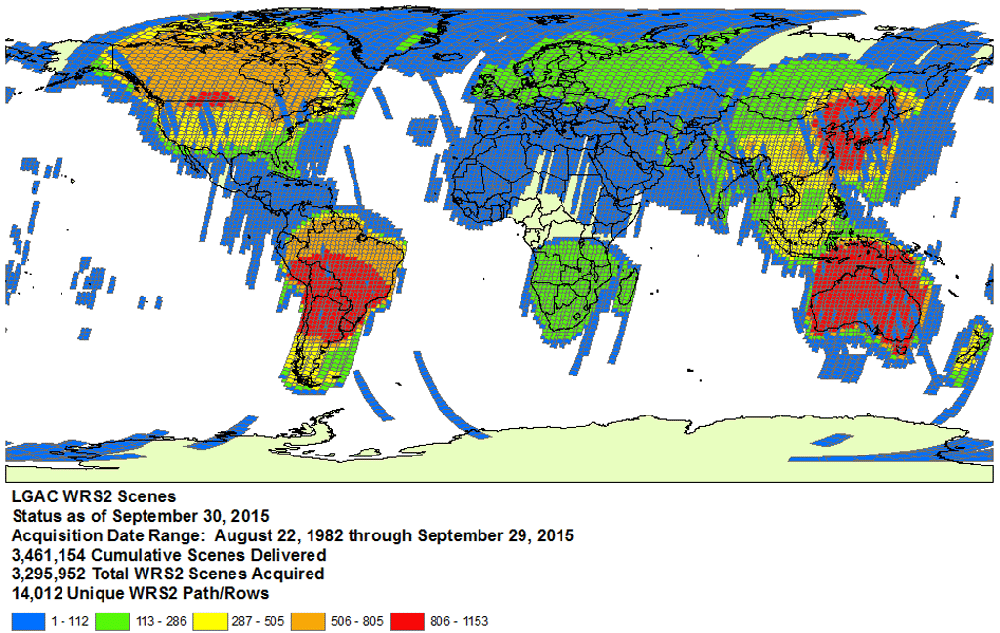 LGAC WRS2 Scenes
Status as of September 30, 2015
Acquisition Date Range:  August 22, 1982 through September 29, 2015
3,461,154 Cumulative Scenes Delivered
3,295,952 Total WRS2 Scenes Acquired
14,012 Unique WRS2 Path/Rows
1 - 112 113 - 286 287 - 505 506 - 805 806 - 1153